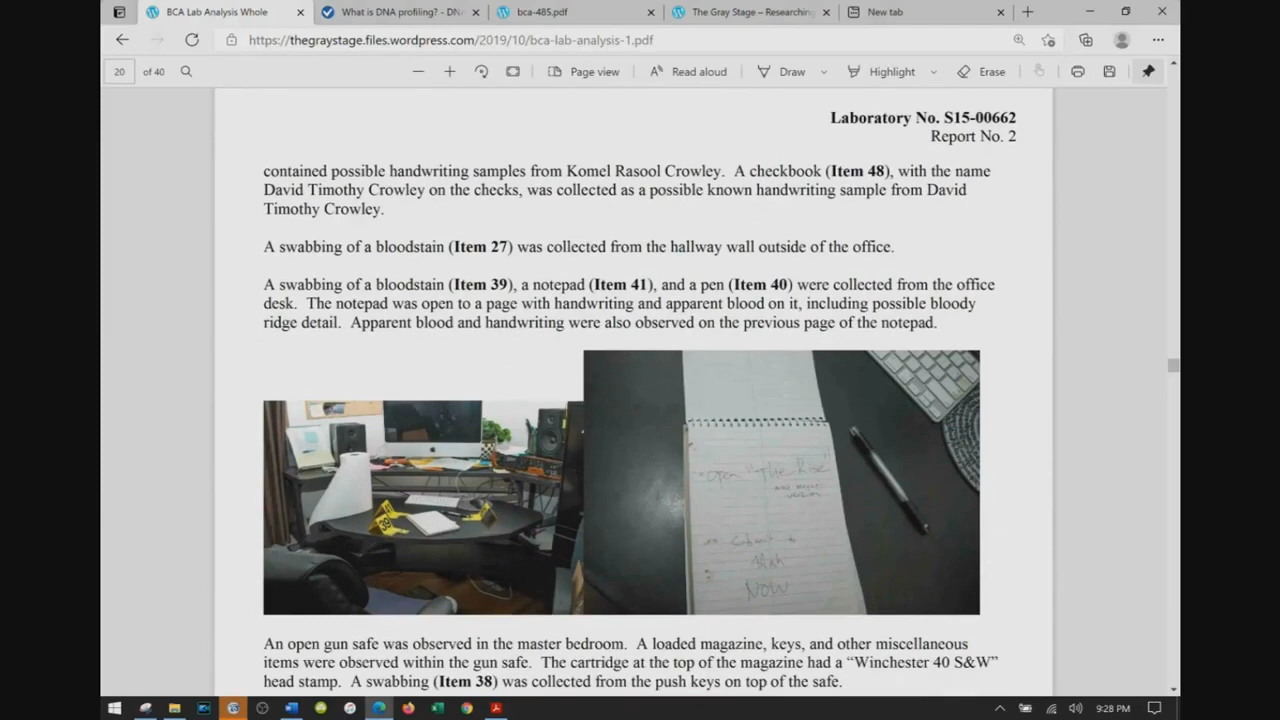 BCA Lab Analysis Whole
What is DNA profiling? - DN
bca-485.pdf
The Gray Stage – Researching
New tab
https://thegraystage.files.wordpress.com/2019/10/bca-lab-analysis-1.pdf
20 of 40
Page view
Read aloud
Draw
Highlight
Erase
Laboratory No. S15-00662
Report No. 2
contained possible handwriting samples from Komel Rasool Crowley. A checkbook (Item 48), with the name
David Timothy Crowley on the checks, was collected as a possible known handwriting sample from David
Timothy Crowley.
A swabbing of a bloodstain (Item 27) was collected from the hallway wall outside of the office.
A swabbing of a bloodstain (Item 39), a notepad (Item 41), and a pen (Item 40) were collected from the office
desk. The notepad was open to a page with handwriting and apparent blood on it, including possible bloody
ridge detail. Apparent blood and handwriting were also observed on the previous page of the notepad.
39
Open "The Rise"
version
NOW
An open gun safe was observed in the master bedroom. A loaded magazine, keys, and other miscellaneous
items were observed within the gun safe. The cartridge at the top of the magazine had a “Winchester 40 S&W”
head stamp. A swabbing (Item 38) was collected from the push keys on top of the safe.
9:28 PM